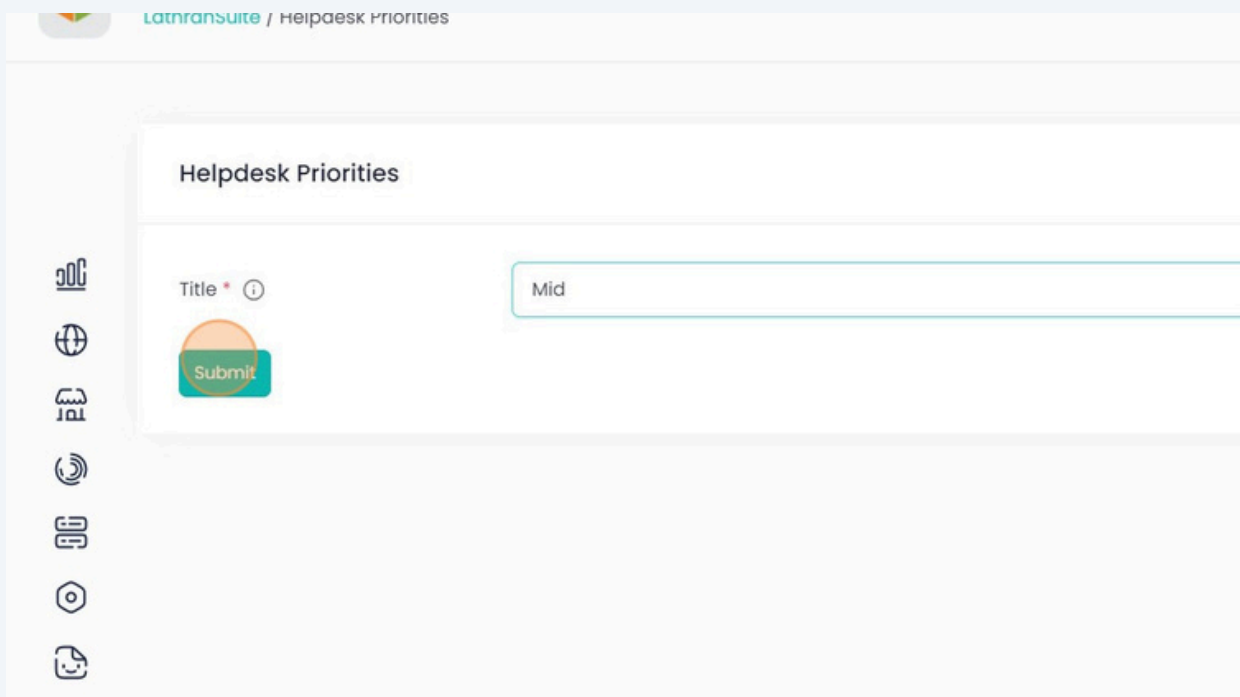 LathranSuite / Helpdesk Priorities
Helpdesk Priorities
Title *
Mid
Submit